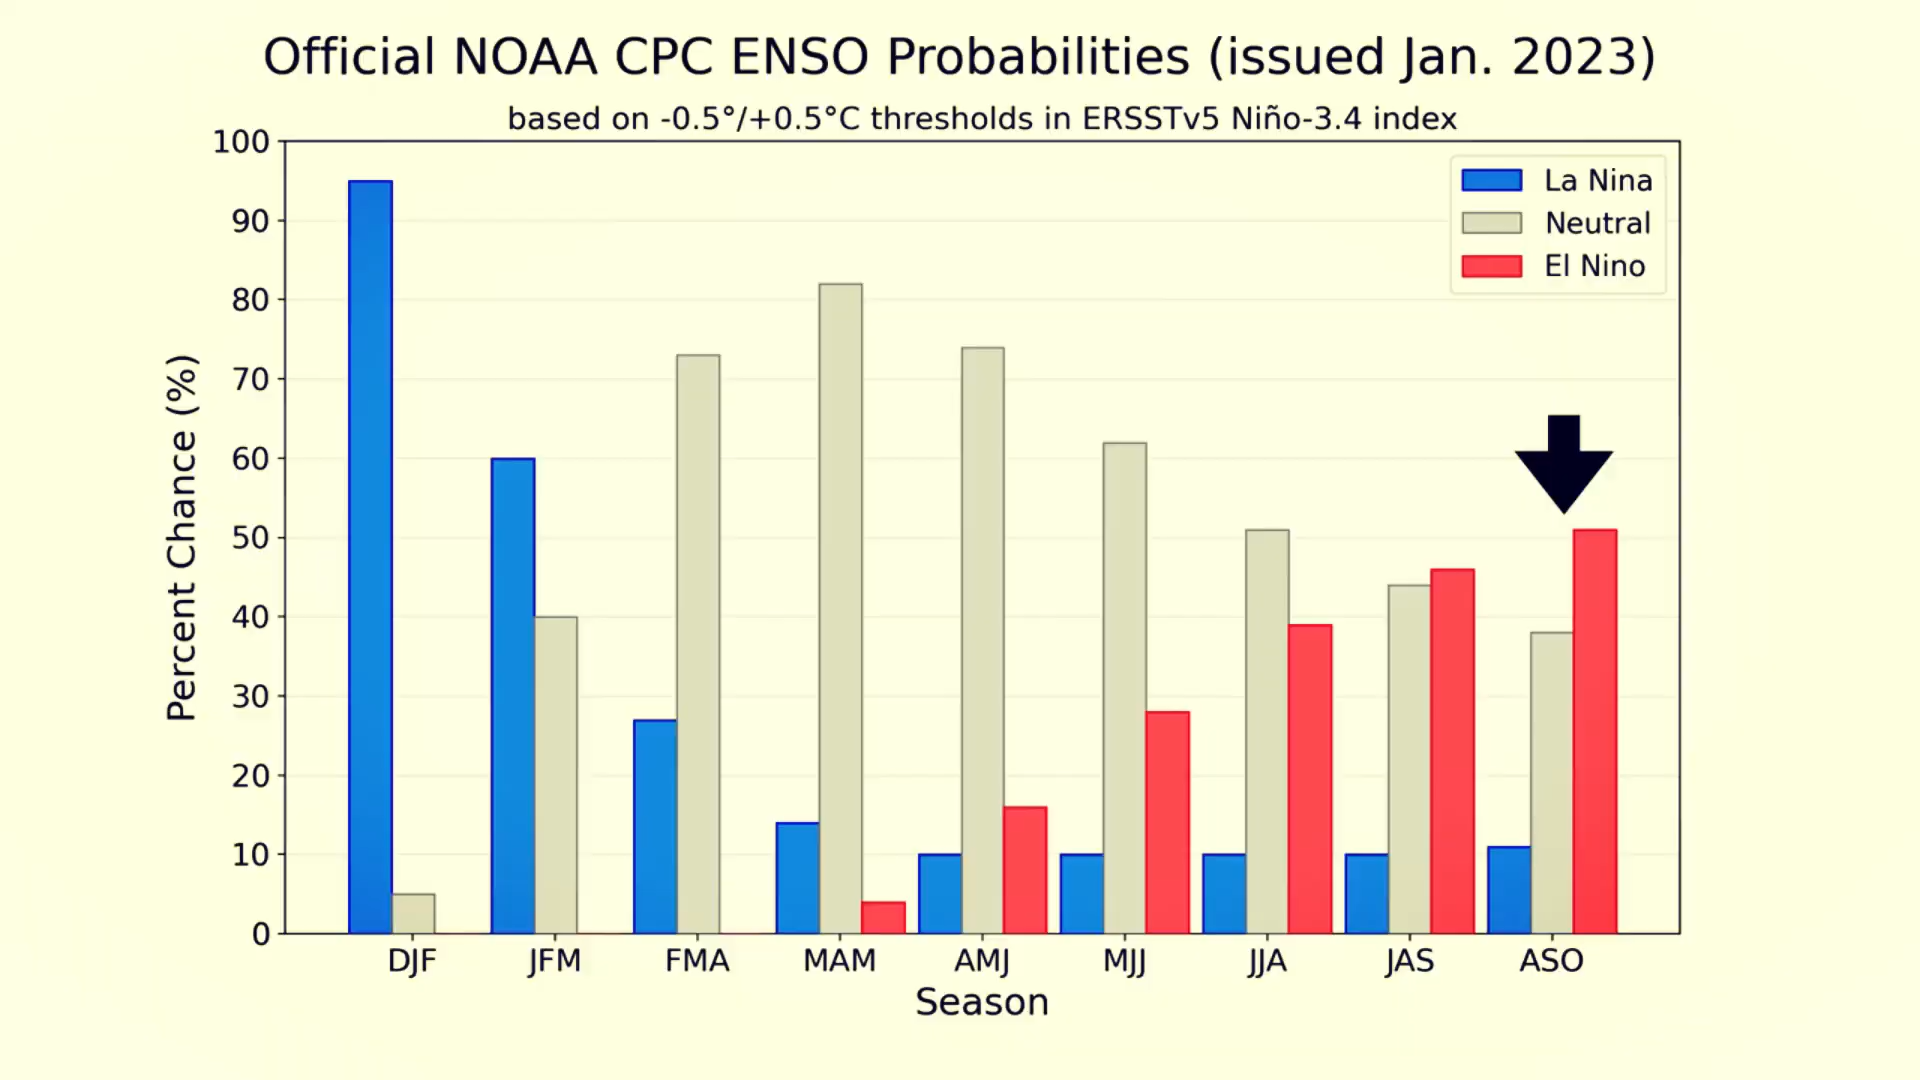 Official NOAA CPC ENSO Probabilities (issued Jan. 2023)
based on -0.5°/+0.5°C thresholds in ERSSTv5 Niño-3.4 index
La Nina
Neutral
El Nino
Percent Chance (%)
100
90
80
70
60
50
40
30
20
10
0
DJF JFM FMA MAM AMJ MJJ JJA JAS ASO
Season